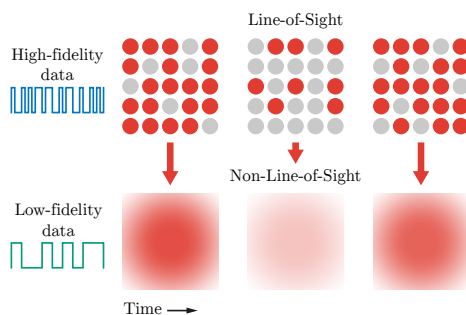 Line-of-Sight
High-fidelity
data
Non-Line-of-Sight
Low-fidelity
data
Time